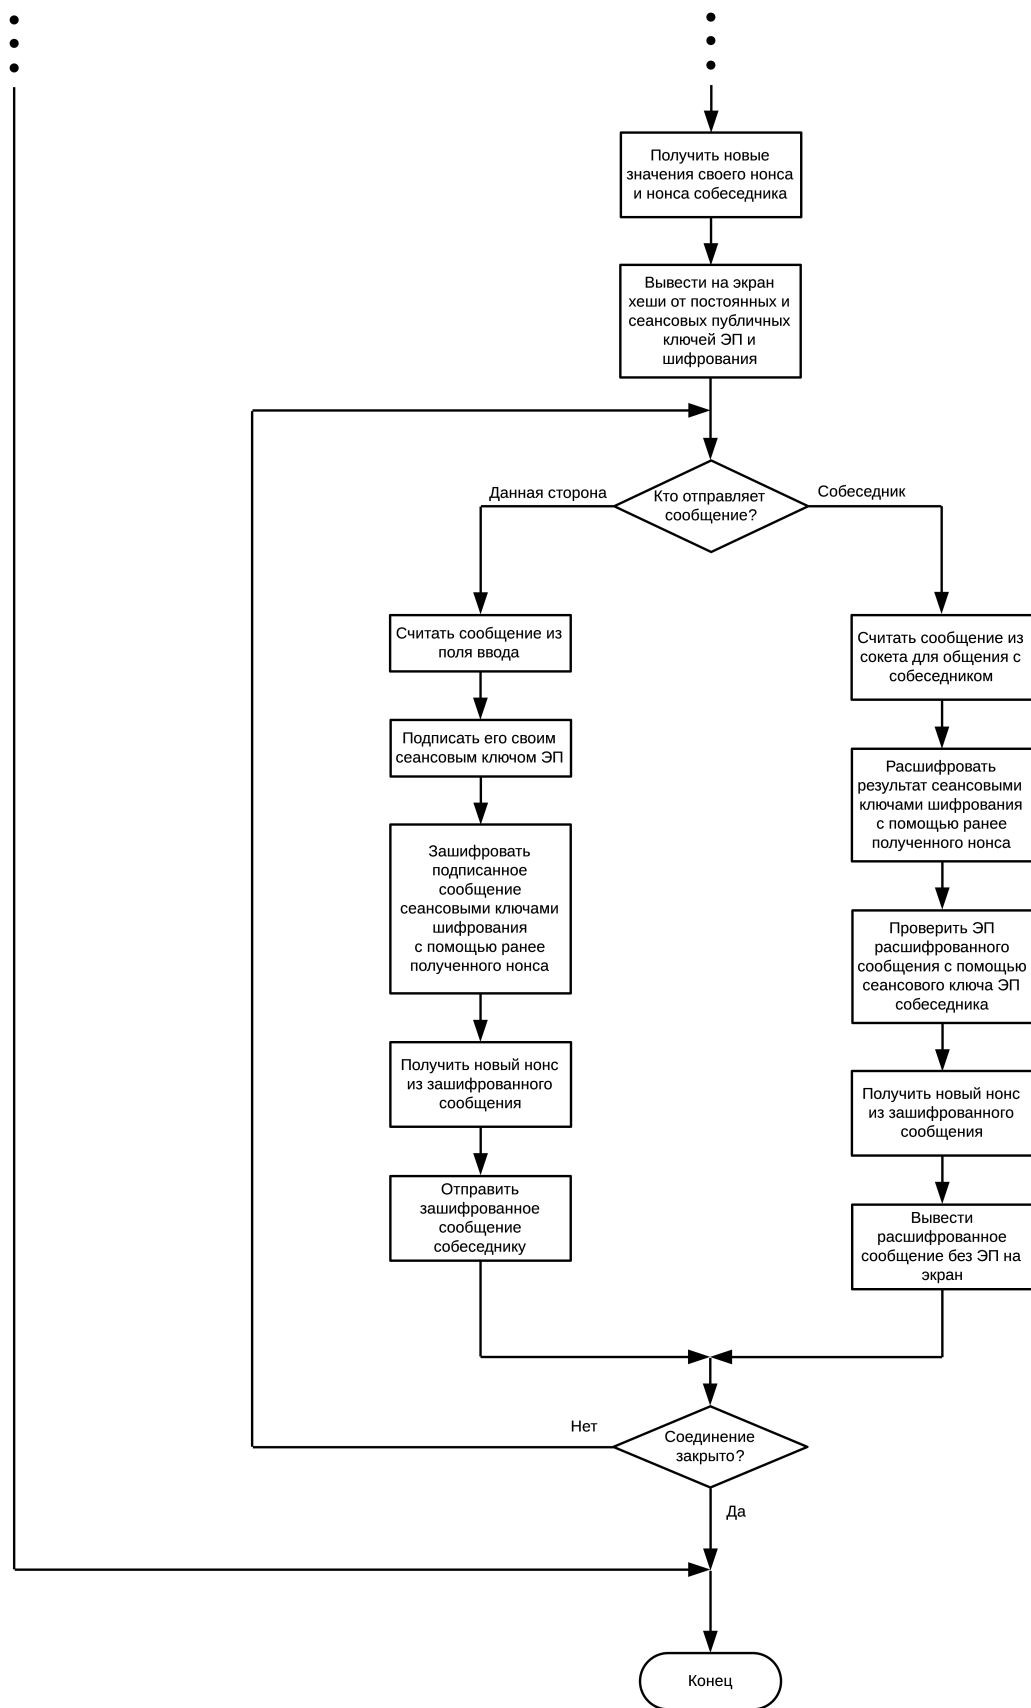 Получить новые
значения своего нонса
и нонса собеседника
Вывести на экран
хеши от постоянных и
сеансовых публичных
ключей ЭП и
шифрования
Кто отправляет
сообщение?
Данная сторона
Собеседник
Считать сообщение из
поля ввода
Подписать его своим
сеансовым ключом ЭП
Зашифровать
подписанное
сообщение
сеансовыми ключами
шифрования
с помощью ранее
полученного нонса
Получить новый нонс
из зашифрованного
сообщения
Отправить
зашифрованное
сообщение
собеседнику
Считать сообщение из
сокета для общения с
собеседником
Расшифровать
результат сеансовыми
ключами шифрования
с помощью ранее
полученного нонса
Проверить ЭП
расшифрованного
сообщения с помощью
сеансового ключа ЭП
собеседника
Получить новый нонс
из зашифрованного
сообщения
Вывести
расшифрованное
сообщение без ЭП на
экран
Соединение
закрыто?
Нет
Да
Конец